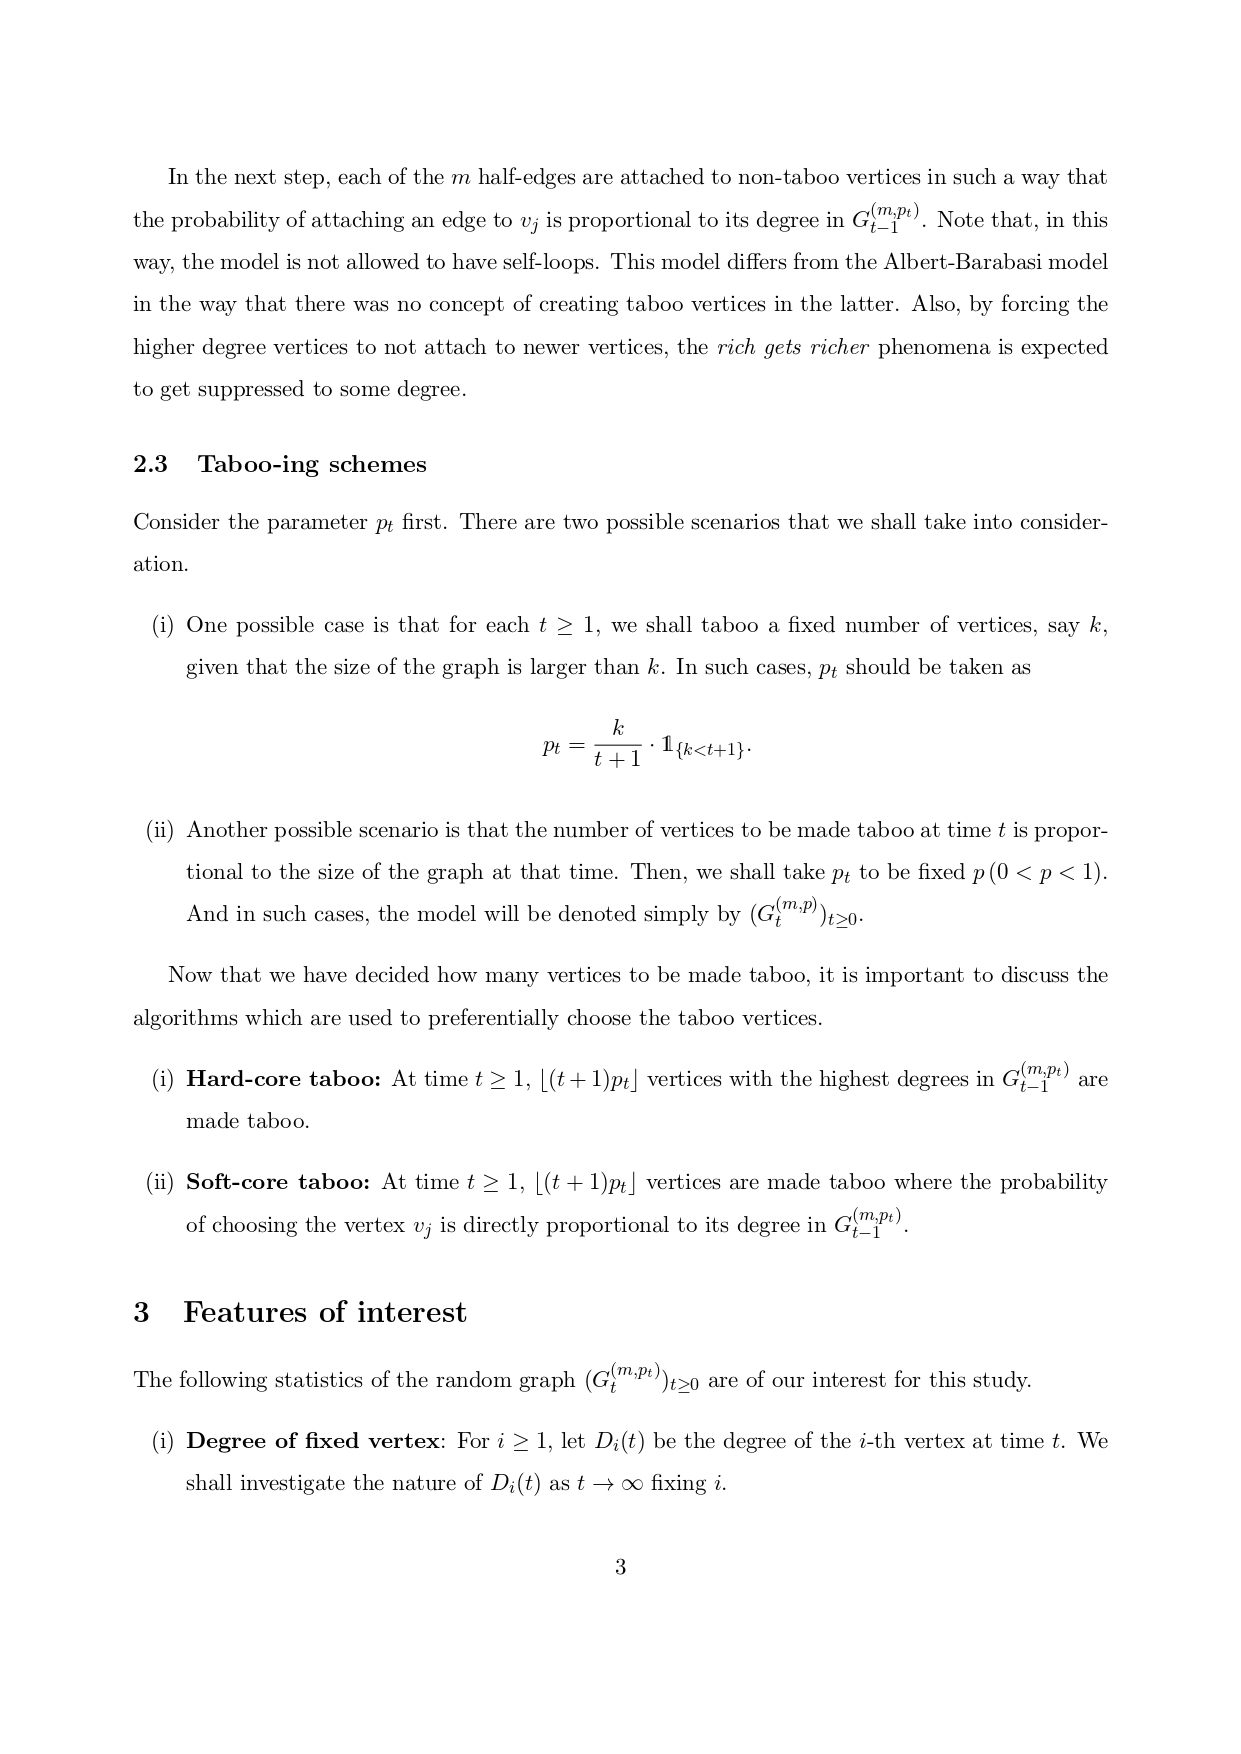 In the next step, each of the m half-edges are attached to non-taboo vertices in such a way that
the probability of attaching an edge to v_j is proportional to its degree in G_{t−1}^{(m,p_t)}. Note that, in this
way, the model is not allowed to have self-loops. This model differs from the Albert-Barabasi model
in the way that there was no concept of creating taboo vertices in the latter. Also, by forcing the
higher degree vertices to not attach to newer vertices, the rich gets richer phenomena is expected
to get suppressed to some degree.
2.3 Taboo-ing schemes
Consider the parameter p_t first. There are two possible scenarios that we shall take into consider-
ation.
(i) One possible case is that for each t ≥ 1, we shall taboo a fixed number of vertices, say k,
given that the size of the graph is larger than k. In such cases, p_t should be taken as
p_t = \frac{k}{t + 1} · 𝟙_{\{k<t+1\}}.
(ii) Another possible scenario is that the number of vertices to be made taboo at time t is propor-
tional to the size of the graph at that time. Then, we shall take p_t to be fixed p (0 < p < 1).
And in such cases, the model will be denoted simply by (G_t^{(m,p)})_{t≥0}.
Now that we have decided how many vertices to be made taboo, it is important to discuss the
algorithms which are used to preferentially choose the taboo vertices.
(i) Hard-core taboo: At time t ≥ 1, ⌊(t + 1)p_t⌋ vertices with the highest degrees in G_{t−1}^{(m,p_t)} are
made taboo.
(ii) Soft-core taboo: At time t ≥ 1, ⌊(t + 1)p_t⌋ vertices are made taboo where the probability
of choosing the vertex v_j is directly proportional to its degree in G_{t−1}^{(m,p_t)}.
3 Features of interest
The following statistics of the random graph (G_t^{(m,p_t)})_{t≥0} are of our interest for this study.
(i) Degree of fixed vertex: For i ≥ 1, let D_i(t) be the degree of the i-th vertex at time t. We
shall investigate the nature of D_i(t) as t → ∞ fixing i.
3